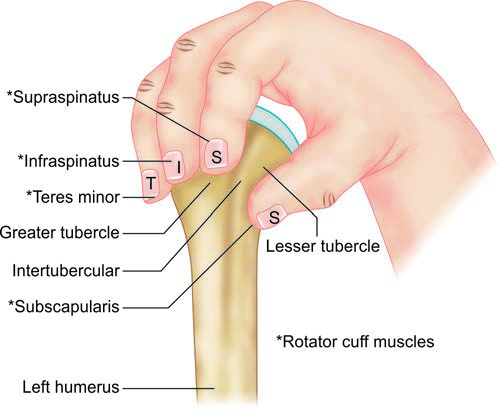 *Supraspinatus
*Infraspinatus
*Teres minor
Greater tubercle
Intertubercular
*Subscapularis
Left humerus
T
I
S
S
Lesser tubercle
*Rotator cuff muscles